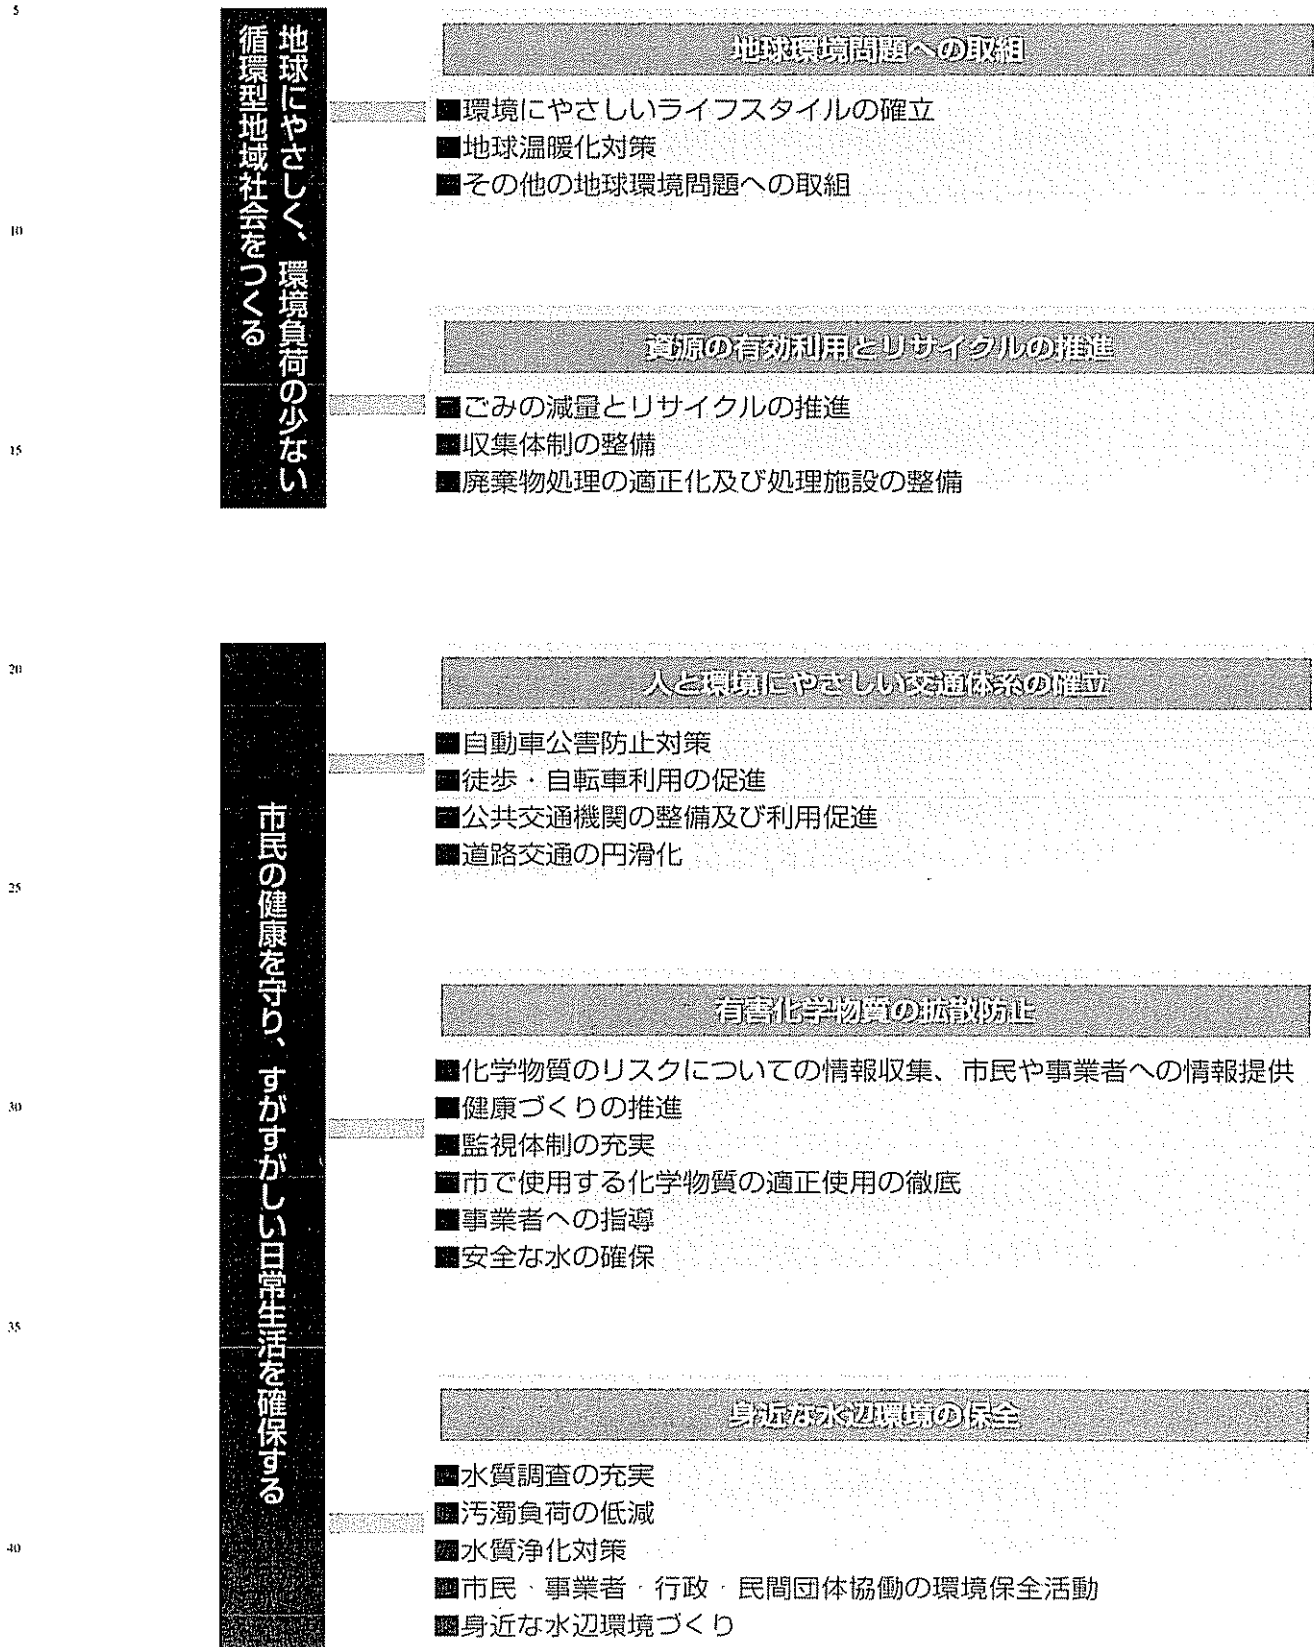 5
10
15
20
25
30
35
40
地球にやさしく、環境負荷の少ない
循環型地域社会をつくる
地球環境問題への取組
■環境にやさしいライフスタイルの確立
■地球温暖化対策
■その他の地球環境問題への取組
資源の有効利用とリサイクルの推進
■ごみの減量とリサイクルの推進
■収集体制の整備
■廃棄物処理の適正化及び処理施設の整備
市民の健康を守り、すがすがしい日常生活を確保する
人と環境にやさしい交通体系の確立
■自動車公害防止対策
■徒歩・自転車利用の促進
■公共交通機関の整備及び利用促進
■道路交通の円滑化
有害化学物質の拡散防止
■化学物質のリスクについての情報収集、市民や事業者への情報提供
■健康づくりの推進
■監視体制の充実
■市で使用する化学物質の適正使用の徹底
■事業者への指導
■安全な水の確保
身近な水辺環境の保全
■水質調査の充実
■汚濁負荷の低減
■水質浄化対策
■市民・事業者・行政・民間団体協働の環境保全活動
■身近な水辺環境づくり